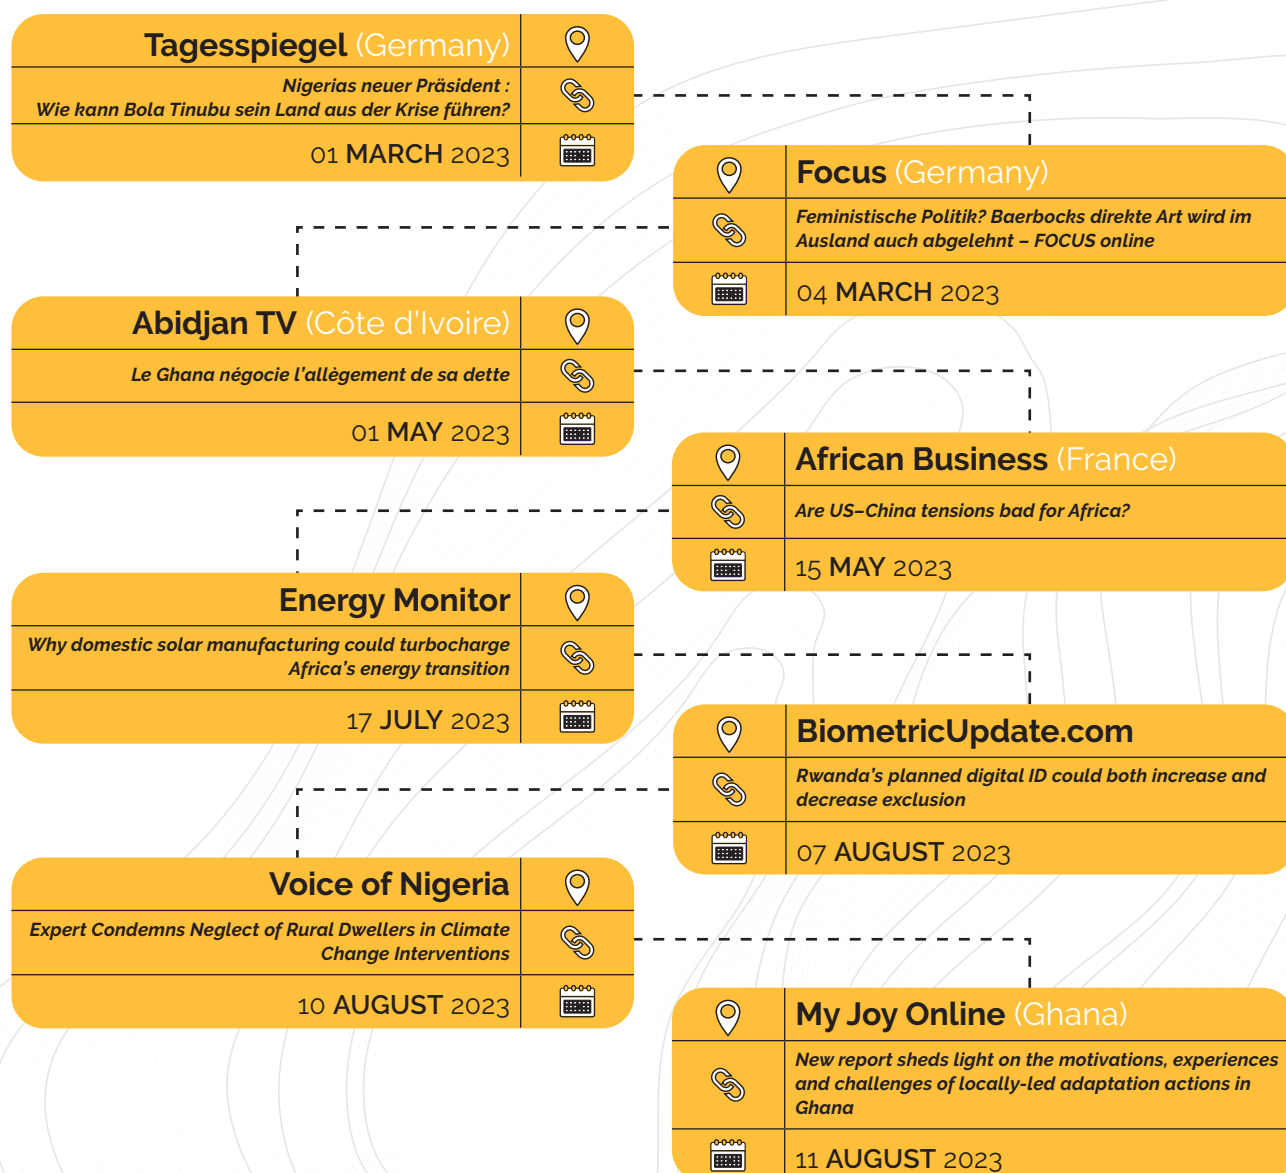 Tagesspiegel (Germany)
Nigerias neuer Präsident :
Wie kann Bola Tinubu sein Land aus der Krise führen?
01 MARCH 2023
Focus (Germany)
Feministische Politik? Baerbocks direkte Art wird im
Ausland auch abgelehnt – FOCUS online
04 MARCH 2023
Abidjan TV (Côte d'Ivoire)
Le Ghana négocie l'allègement de sa dette
01 MAY 2023
African Business (France)
Are US–China tensions bad for Africa?
15 MAY 2023
Energy Monitor
Why domestic solar manufacturing could turbocharge
Africa's energy transition
17 JULY 2023
BiometricUpdate.com
Rwanda's planned digital ID could both increase and
decrease exclusion
07 AUGUST 2023
Voice of Nigeria
Expert Condemns Neglect of Rural Dwellers in Climate
Change Interventions
10 AUGUST 2023
My Joy Online (Ghana)
New report sheds light on the motivations, experiences
and challenges of locally-led adaptation actions in
Ghana
11 AUGUST 2023